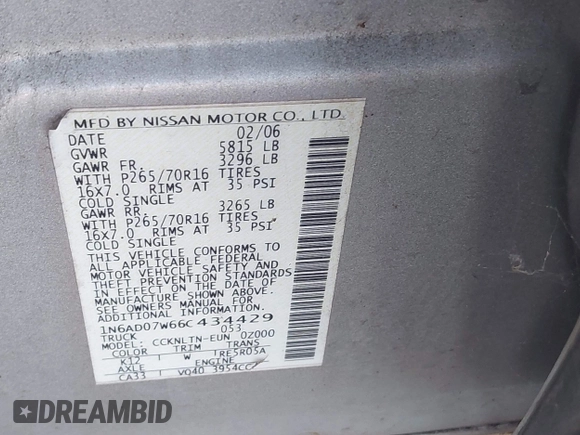 MFD BY NISSAN MOTOR CO., LTD.
DATE 02/06
GVWR 5815 LB
GAWR FR. 3296 LB
WITH P265/70R16 TIRES
16X7.0 RIMS AT 35 PSI
COLD SINGLE
GAWR RR. 3265 LB
WITH P265/70R16 TIRES
16X7.0 RIMS AT 35 PSI
COLD SINGLE
THIS VEHICLE CONFORMS TO
ALL APPLICABLE FEDERAL
MOTOR VEHICLE SAFETY AND
THEFT PREVENTION STANDARDS
IN EFFECT ON THE DATE OF
MANUFACTURE SHOWN ABOVE.
SEE OWNERS MANUAL FOR
ADDITIONAL INFORMATION
1N6AD07W66C434429
TRUCK 053
MODEL: CCKNLTN-EUN 0Z000
COLOR TRIM TRANS
K12 W RE5R05A
AXLE ENGINE
CA33 VQ40 3954CC
DREAMBID